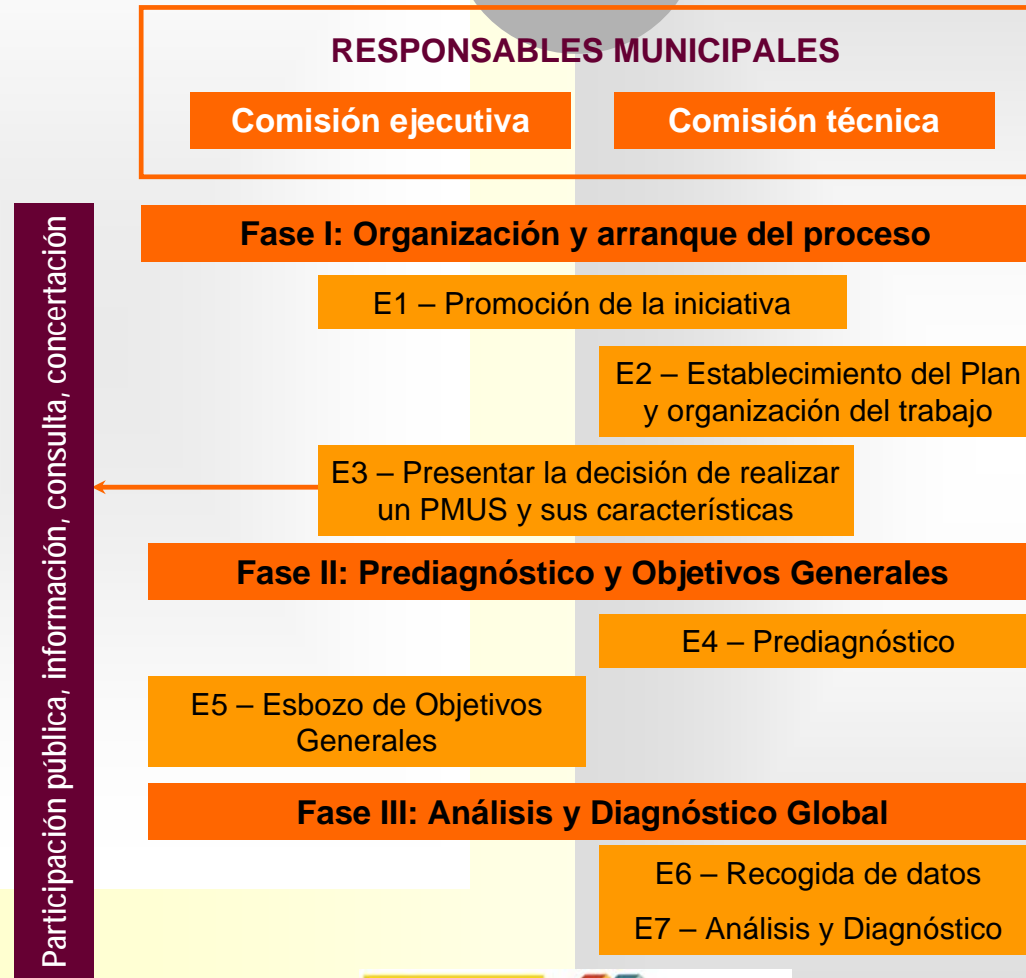 RESPONSABLES MUNICIPALES
Comisión ejecutiva
Comisión técnica
Participación pública, información, consulta, concertación
Fase I: Organización y arranque del proceso
E1 – Promoción de la iniciativa
E2 – Establecimiento del Plan
y organización del trabajo
E3 – Presentar la decisión de realizar
un PMUS y sus características
Fase II: Prediagnóstico y Objetivos Generales
E4 – Prediagnóstico
E5 – Esbozo de Objetivos
Generales
Fase III: Análisis y Diagnóstico Global
E6 – Recogida de datos
E7 – Análisis y Diagnóstico